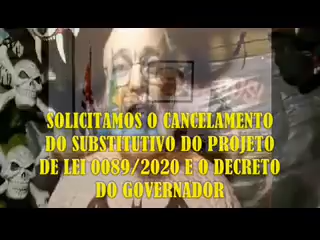 SOLICITAMOS O CANCELAMENTO
DO SUBSTITUTIVO DO PROJETO
DE LEI 0089/2020 E O DECRETO
DO GOVERNADOR